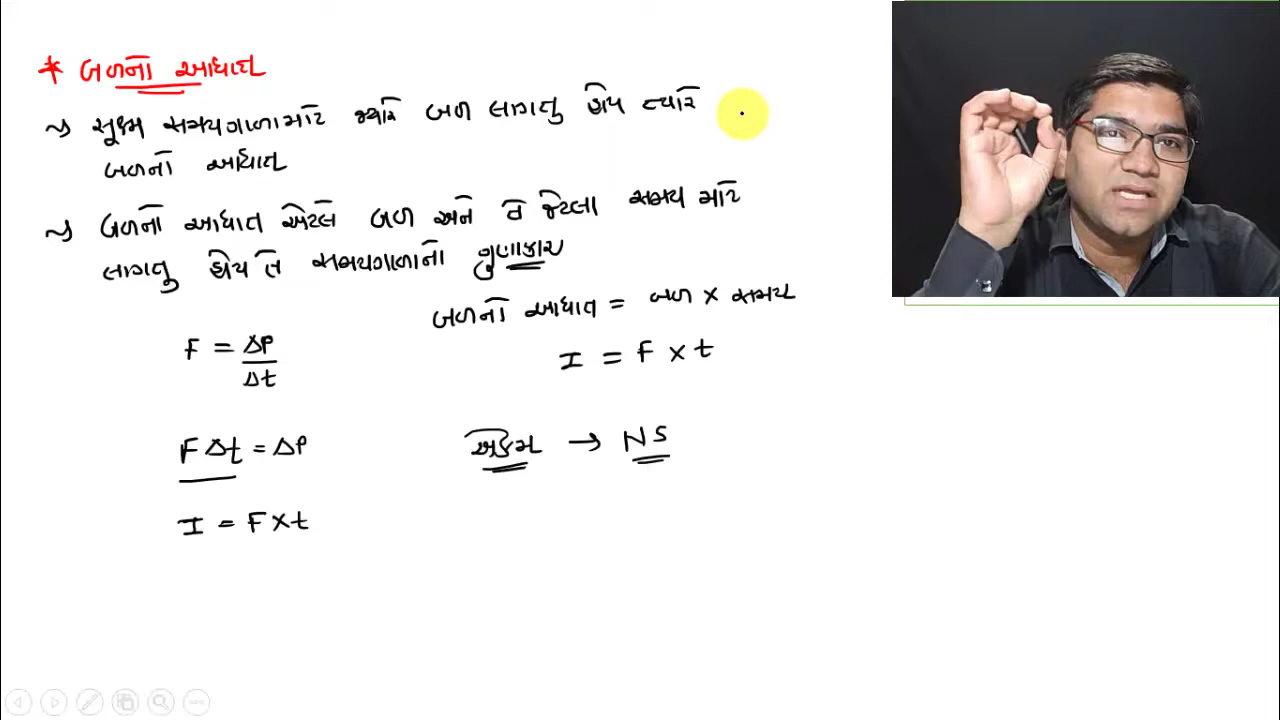 * બળનો આઘાત
~> સૂક્ષ્મ સમયગાળા માટે જ્યારે બળ લાગતુ હોય ત્યારે
બળનો આઘાત
~> બળનો આઘાત એટલે બળ અને તે જેટલા સમય માટે
લાગતુ હોય તે સમયગાળાનો ગુણાકાર
બળનો આઘાત = બળ × સમય
F = ΔP / Δt
I = F × t
F Δt = ΔP
એકમ → NS
I = F × t